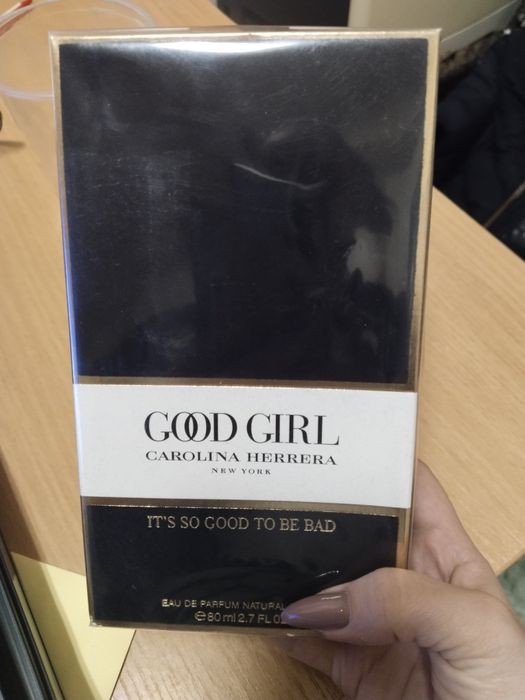 GOOD GIRL
CAROLINA HERRERA
NEW YORK
IT'S SO GOOD TO BE BAD
EAU DE PARFUM NATURAL
℮80 ml 2.7 FL